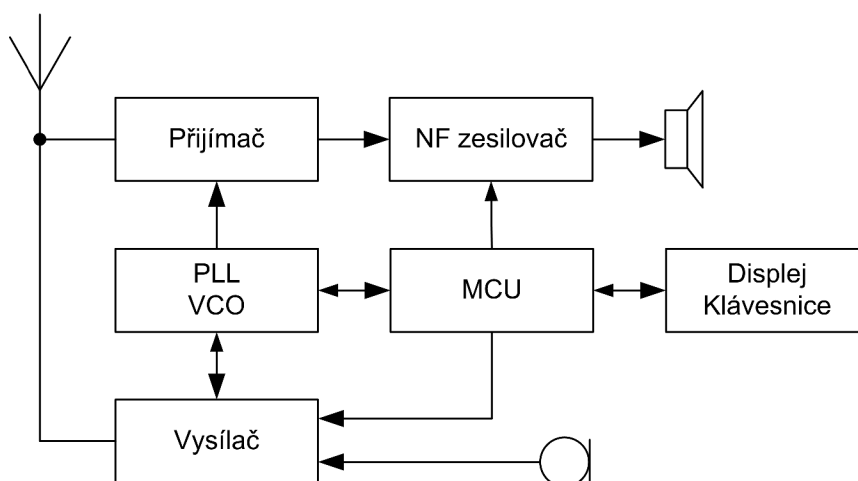 Přijímač
NF zesilovač
PLL
VCO
MCU
Displej
Klávesnice
Vysílač